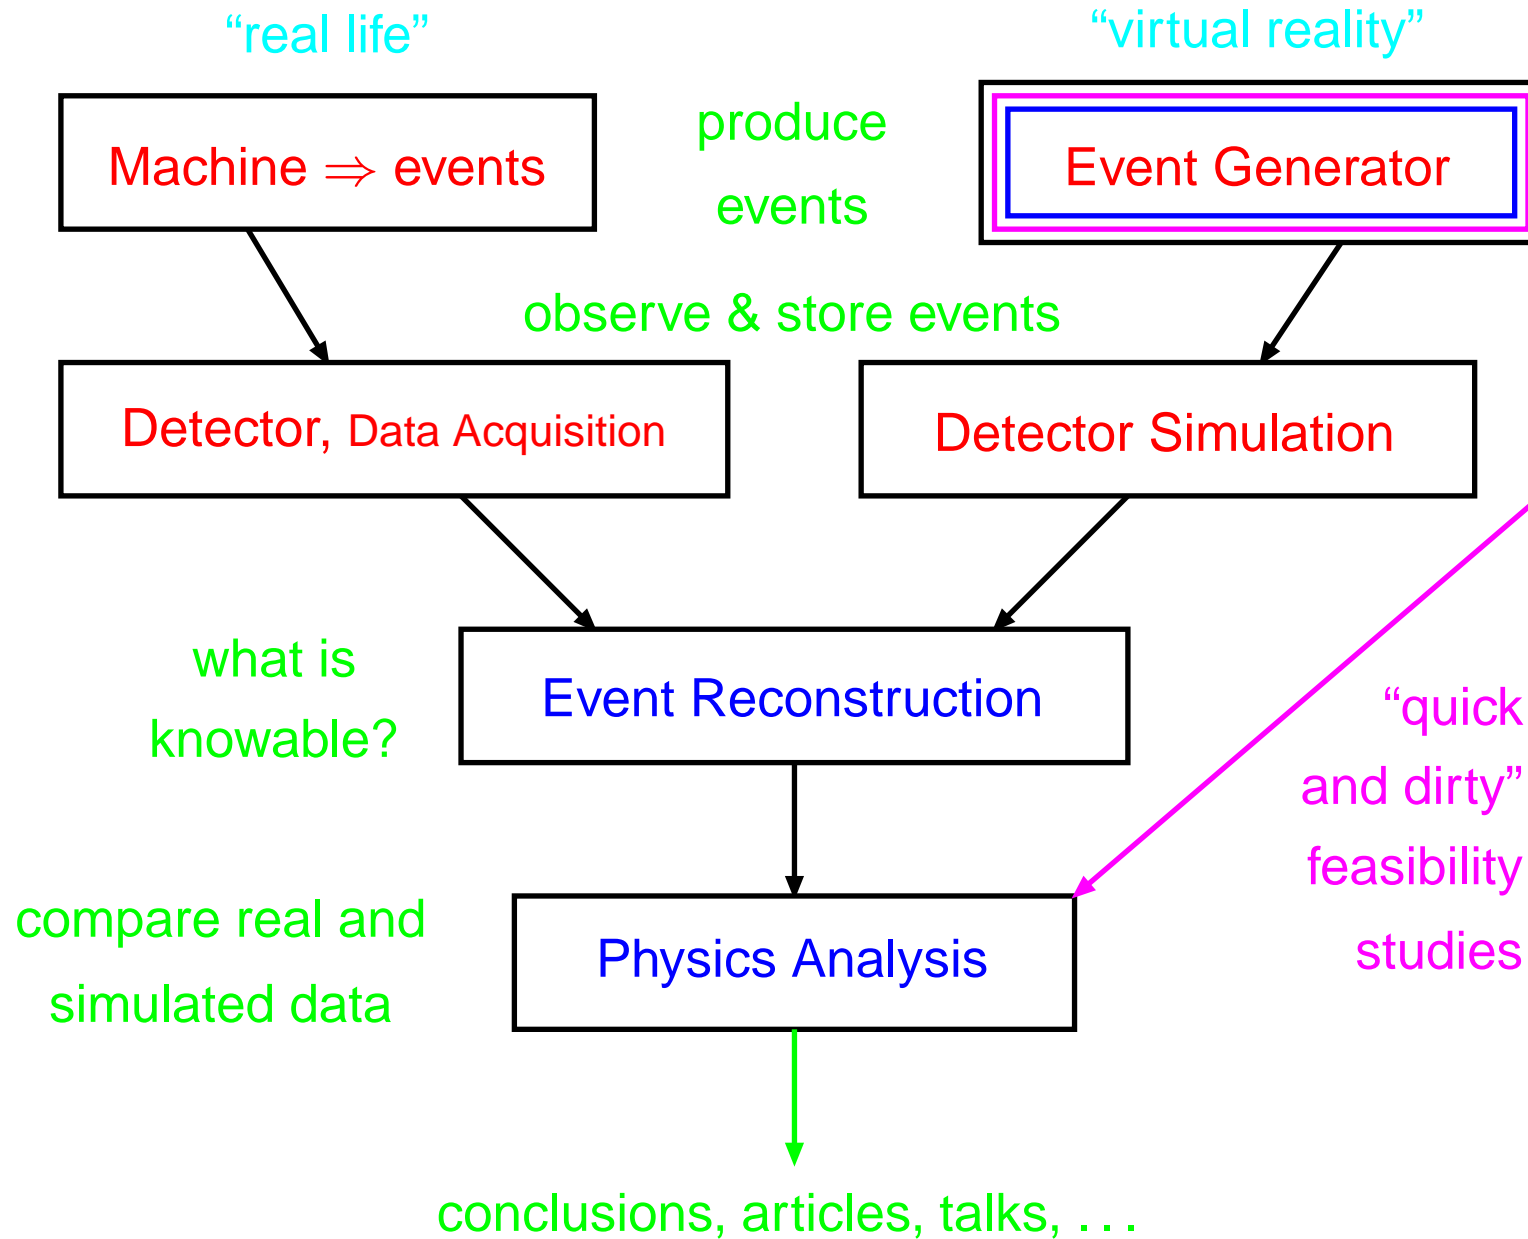 “real life”
“virtual reality”
Machine ⇒ events
produce
events
Event Generator
observe & store events
Detector, Data Acquisition
Detector Simulation
what is
knowable?
Event Reconstruction
“quick
and dirty”
feasibility
studies
compare real and
simulated data
Physics Analysis
conclusions, articles, talks, . . .